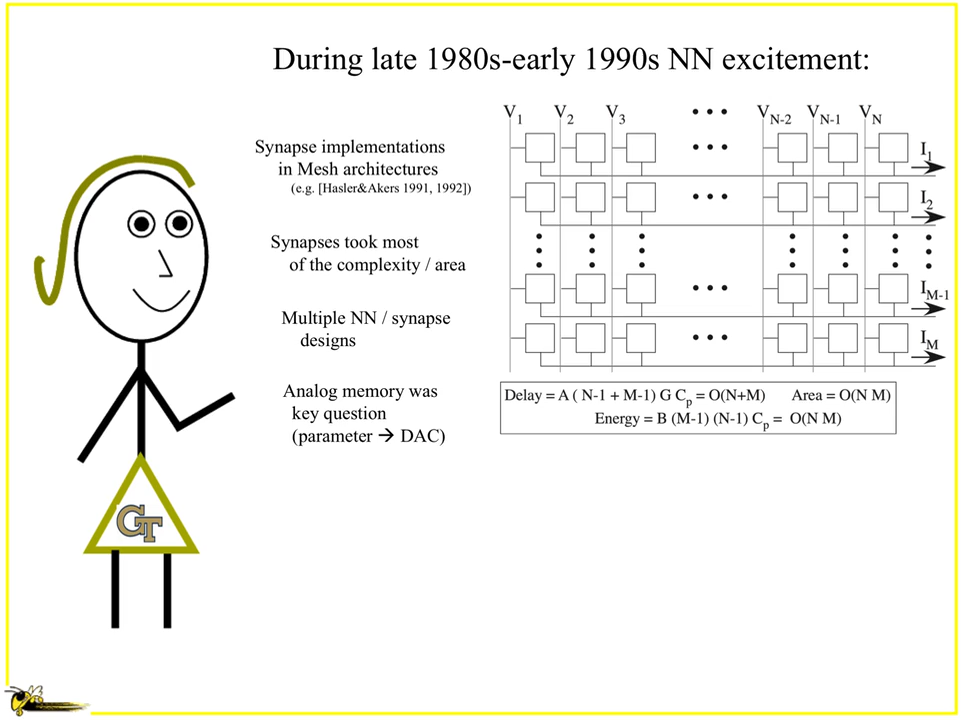 During late 1980s-early 1990s NN excitement:
Synapse implementations
in Mesh architectures
(e.g. [Hasler&Akers 1991, 1992])
Synapses took most
of the complexity / area
Multiple NN / synapse
designs
Analog memory was
key question
(parameter → DAC)
V1 V2 V3 • • • VN-2 VN-1 VN
• • • I1
• • • I2
• • • IM-1
• • • IM
Delay = A ( N-1 + M-1) G Cp = O(N+M) Area = O(N M)
Energy = B (M-1) (N-1) Cp = O(N M)
GT